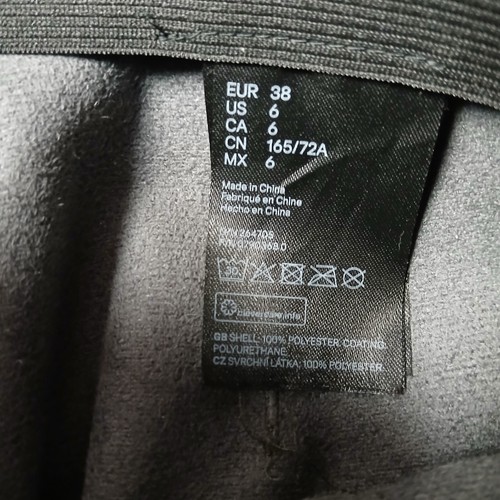 EUR 38
US 6
CA 6
CN 165/72A
MX 6
Made in China
Fabriqué en Chine
Hecho en China
30
clevercare.info
GB SHELL: 100% POLYESTER. COATING:
POLYURETHANE.
CZ SVRCHNÍ LÁTKA: 100% POLYESTER.